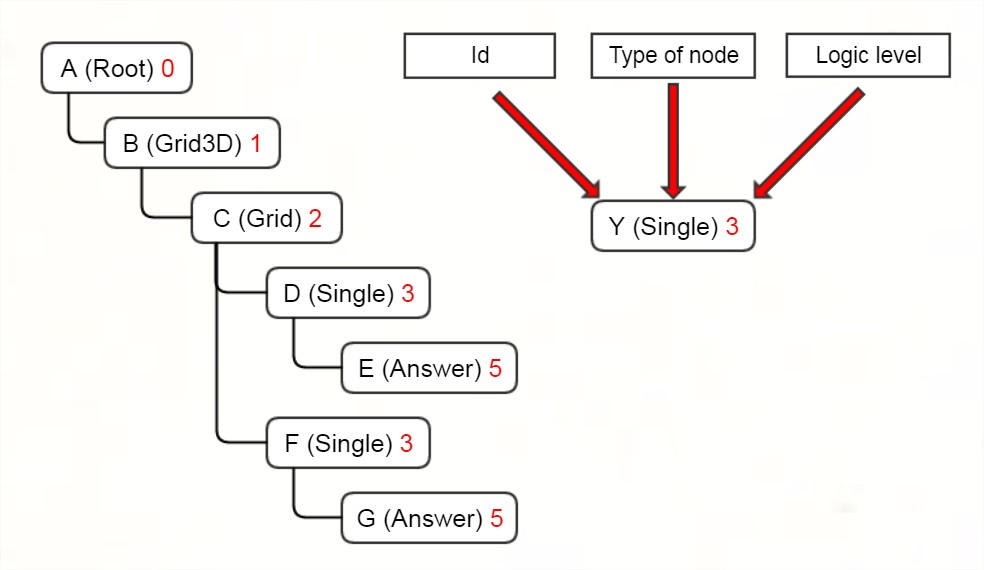 A (Root) 0
B (Grid3D) 1
C (Grid) 2
D (Single) 3
E (Answer) 5
F (Single) 3
G (Answer) 5
Id
Type of node
Logic level
Y (Single) 3